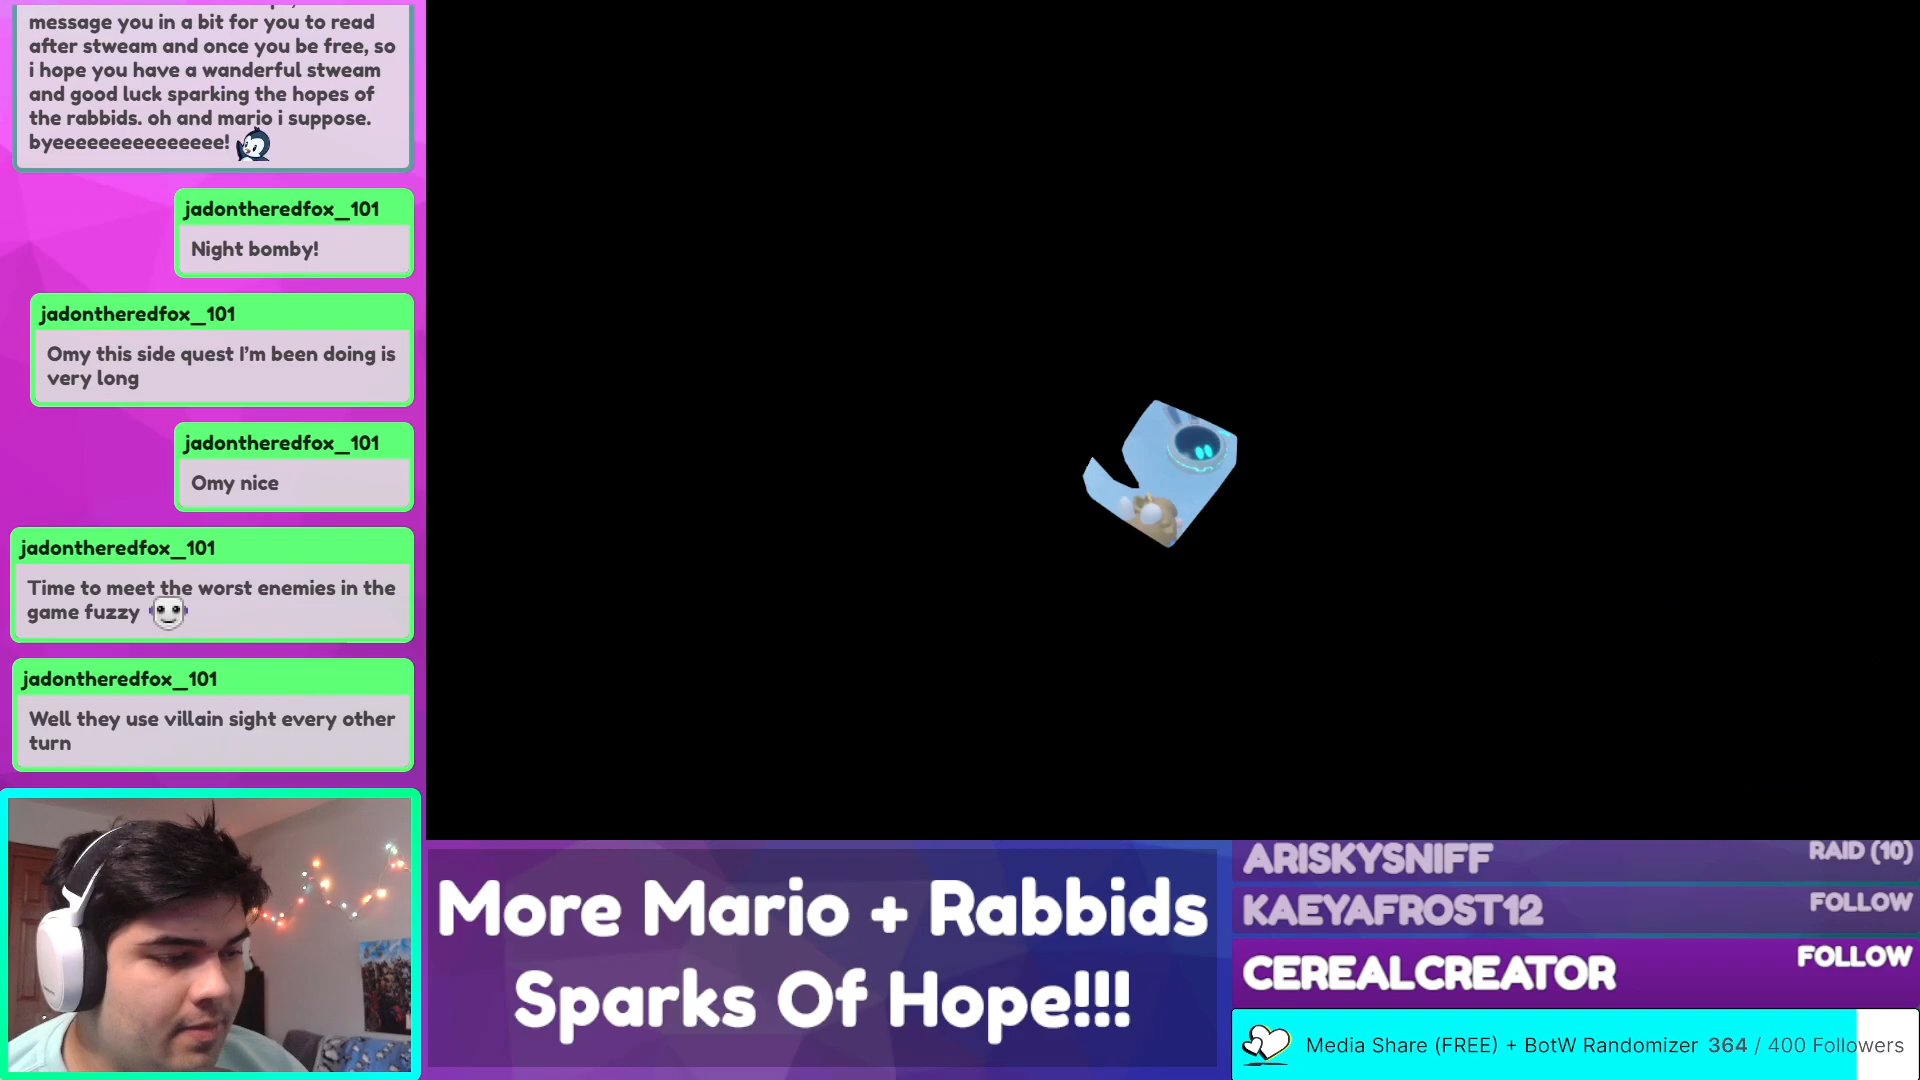 message you in a bit for you to read
after stweam and once you be free, so
i hope you have a wanderful stweam
and good luck sparking the hopes of
the rabbids. oh and mario i suppose.
byeeeeeeeeeeeeeee!
jadontheredfox_101
Night bomby!
jadontheredfox_101
Omy this side quest I'm been doing is
very long
jadontheredfox_101
Omy nice
jadontheredfox_101
Time to meet the worst enemies in the
game fuzzy
jadontheredfox_101
Well they use villain sight every other
turn
More Mario + Rabbids
Sparks Of Hope!!!
ARISKYSNIFF RAID (10)
KAEYAFROST12 FOLLOW
CEREALCREATOR FOLLOW
Media Share (FREE) + BotW Randomizer 364 / 400 Followers